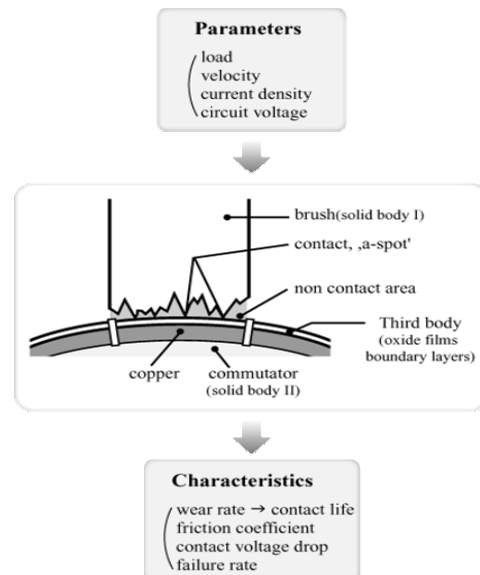 Parameters
load
velocity
current density
circuit voltage
brush(solid body I)
contact, ‚a-spot'
non contact area
Third body
(oxide films
boundary layers)
copper
commutator
(solid body II)
Characteristics
wear rate → contact life
friction coefficient
contact voltage drop
failure rate